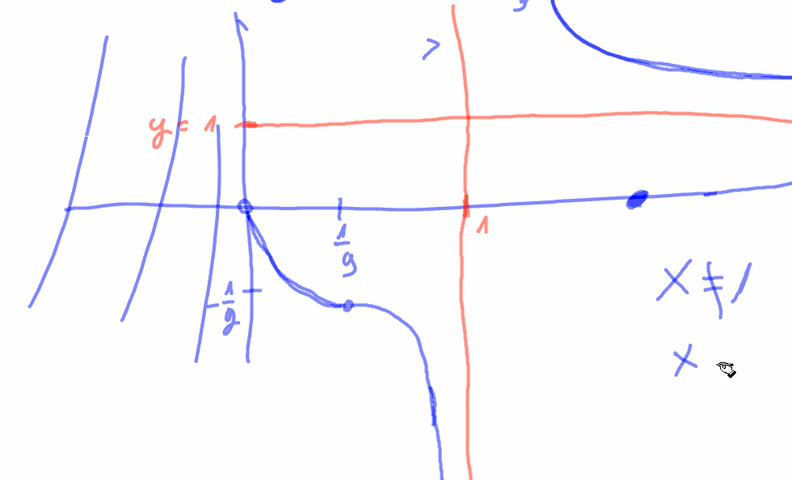 >
y = 1
1
1/9
-1/9
x ≠ 1
x